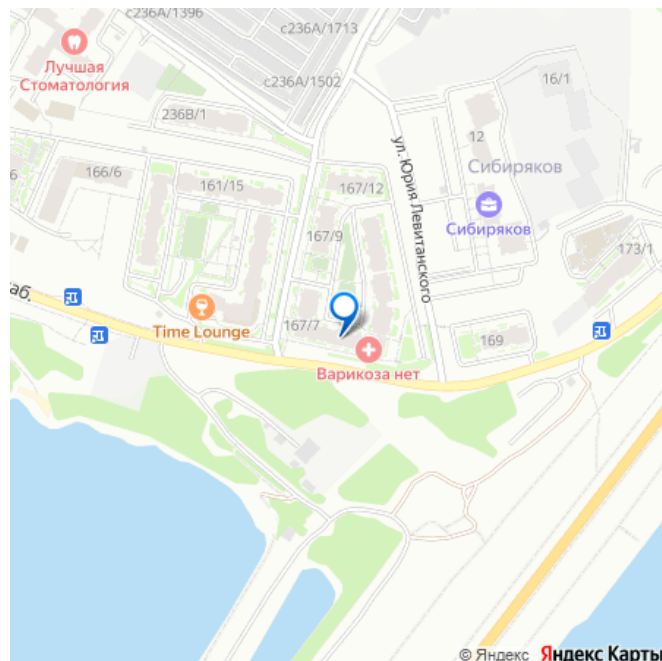 с236А/1396
с236А/1713
Лучшая
Стоматология
с236А/1502
16/1
236В/1
12
ул. Юрия Левитанского
Сибиряков
166/6
161/15
167/12
Сибиряков
6
167/9
173/1
аб.
Time Lounge
167/7
169
Варикоза нет
© Яндекс Яндекс Карты